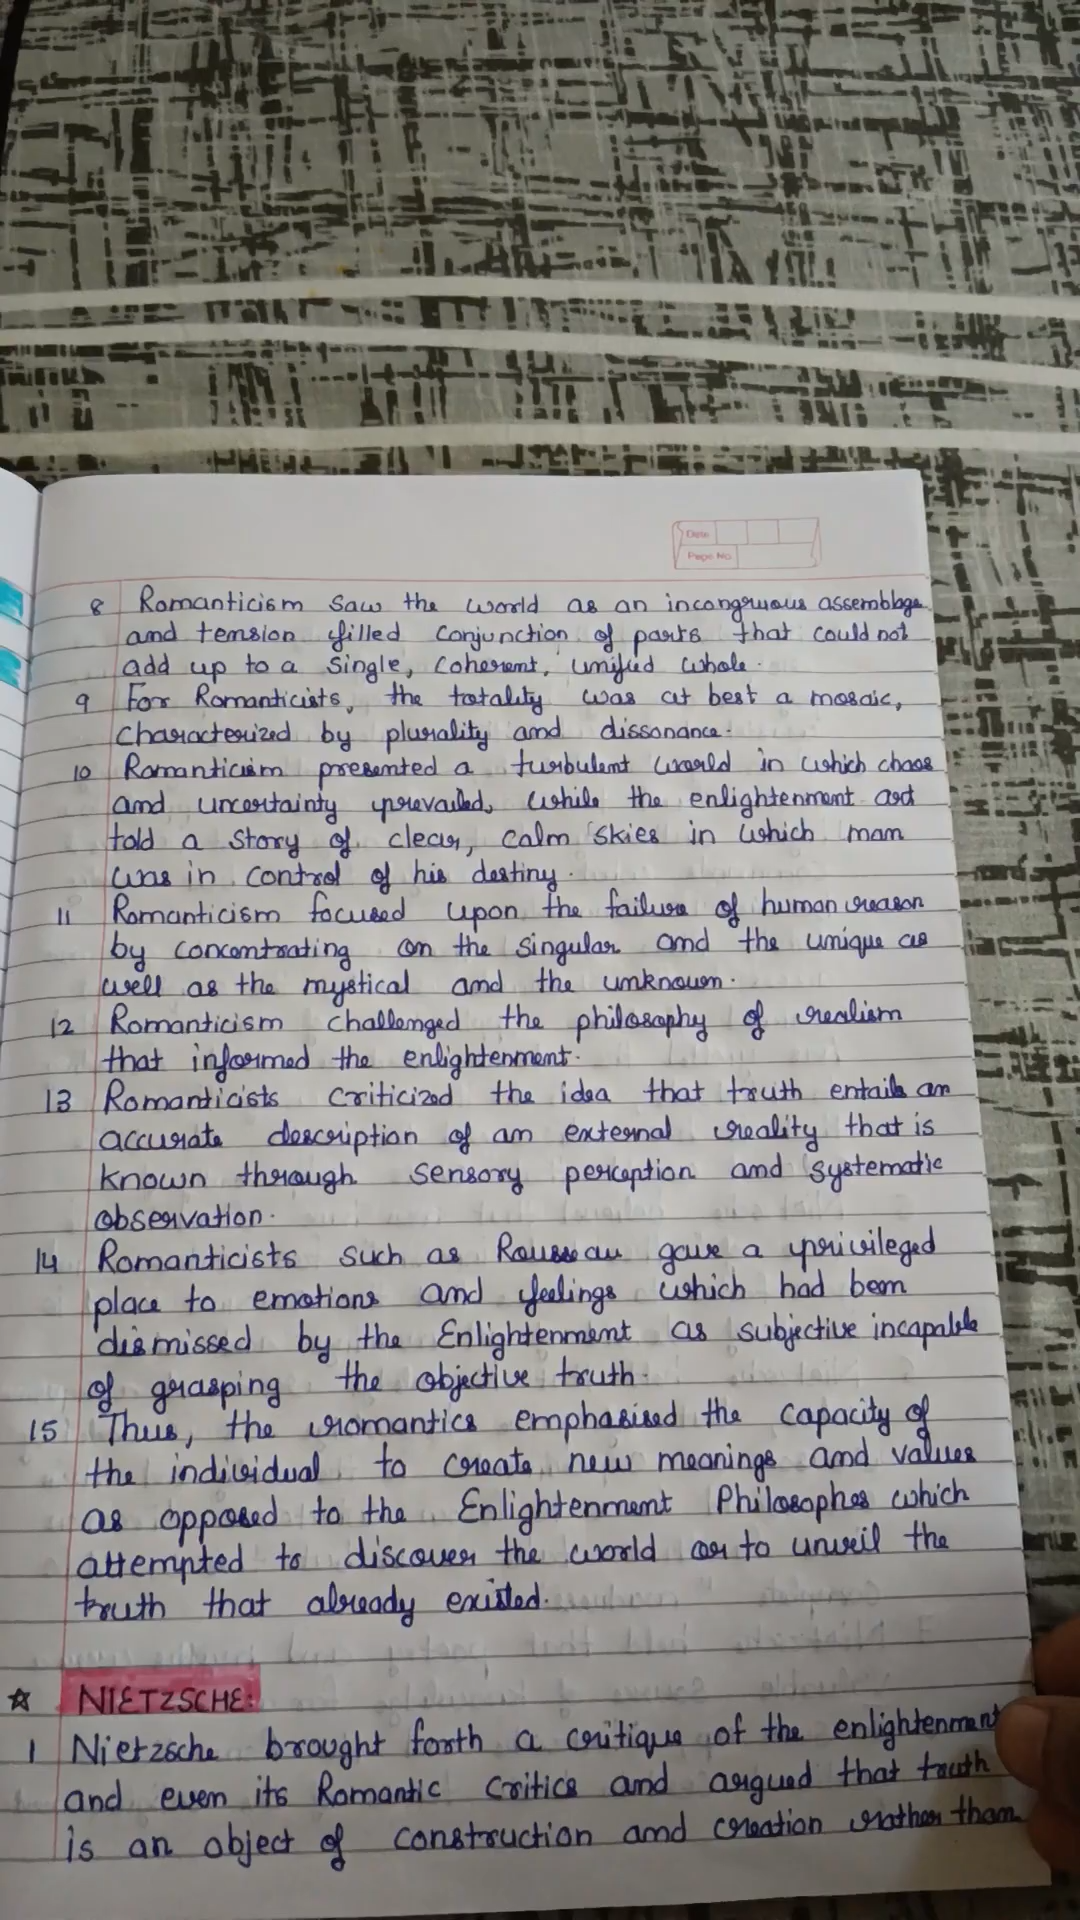 Date
Page No
8 Romanticism saw the world as an incongruous assemblage
and tension filled conjunction of parts that could not
add up to a single, coherent, unified whole.
9 For Romanticists, the totality was at best a mosaic,
characterized by plurality and dissonance.
10 Romanticism presented a turbulent world in which chaos
and uncertainty prevailed, while the enlightenment art
told a story of clear, calm skies in which man
was in control of his destiny.
11 Romanticism focused upon the failure of human reason
by concentrating on the singular and the unique as
well as the mystical and the unknown.
12 Romanticism challenged the philosophy of realism
that informed the enlightenment.
13 Romanticists criticized the idea that truth entails an
accurate description of an external reality that is
known through sensory perception and systematic
observation.
14 Romanticists such as Rousseau gave a privileged
place to emotions and feelings which had been
dismissed by the Enlightenment as subjective incapable
of grasping the objective truth.
15 Thus, the romantics emphasised the capacity of
the individual to create new meanings and values
as opposed to the Enlightenment Philosophes which
attempted to discover the world or to unveil the
truth that already existed.
☆ NIETZSCHE:
1 Nietzsche brought forth a critique of the enlightenment
and even its Romantic critics and argued that truth
is an object of construction and creation rather than